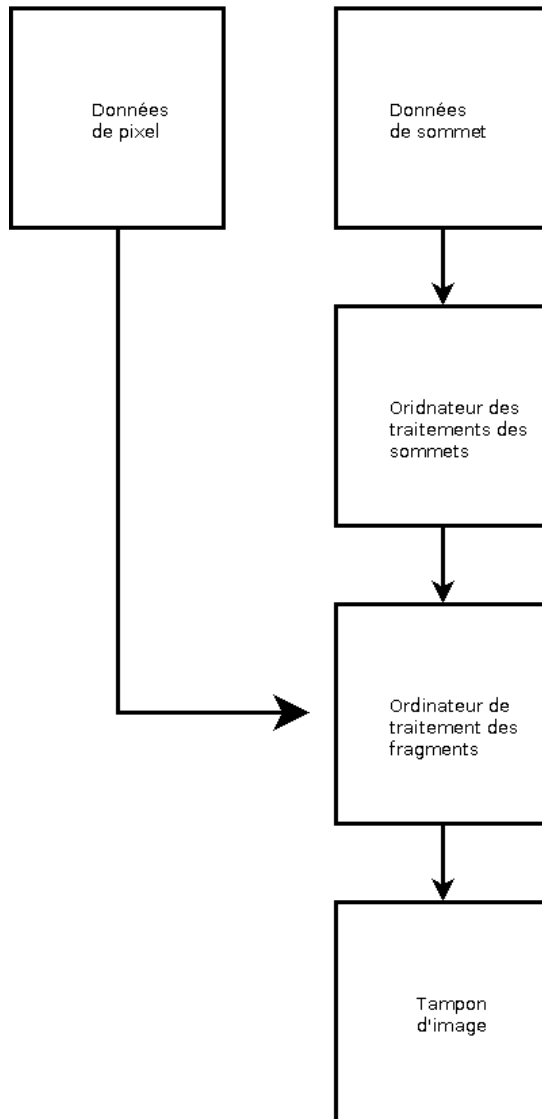 Données
de pixel
Données
de sommet
Oridnateur des
traitements des
sommets
Ordinateur de
traitement des
fragments
Tampon
d'image